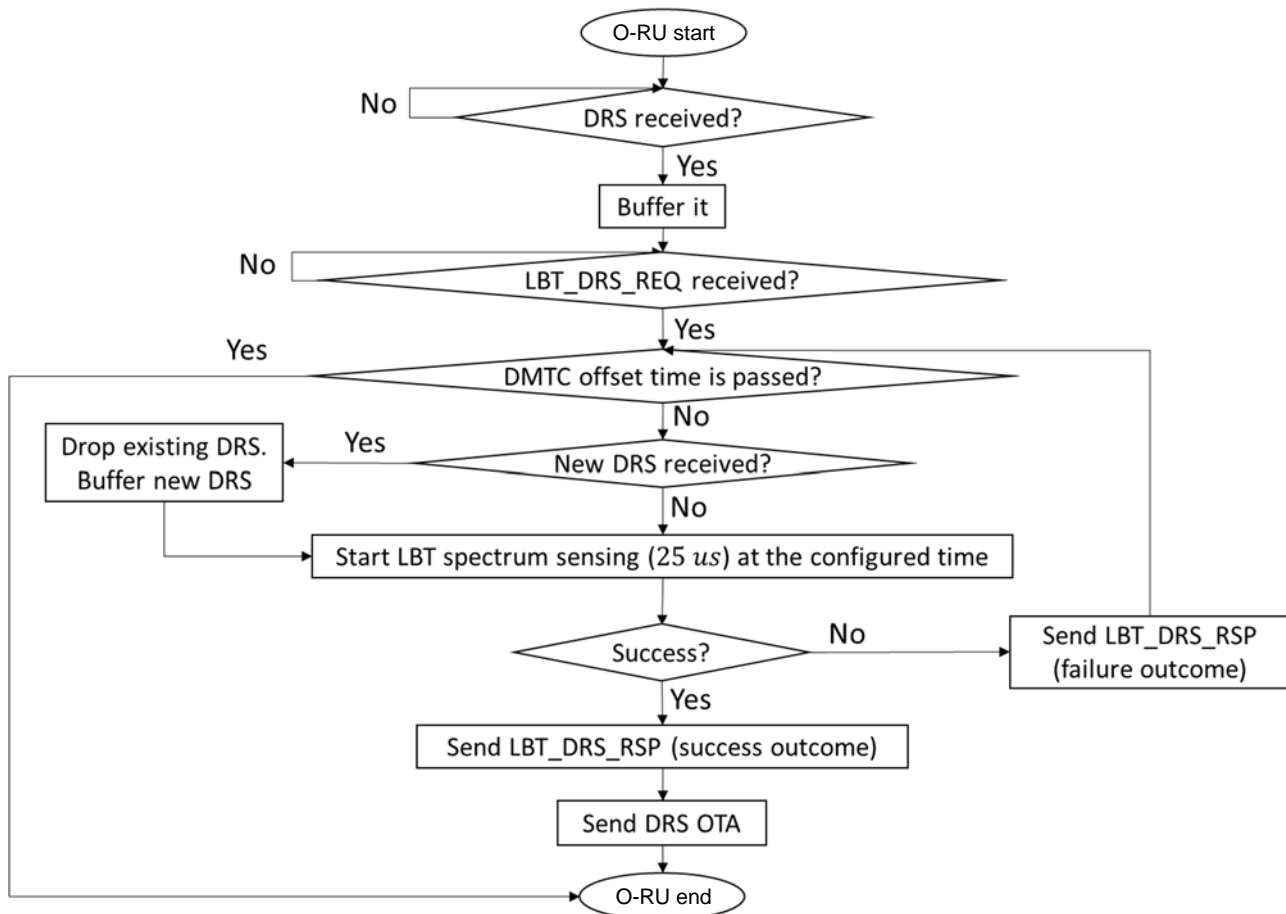 O-RU start
No
DRS received?
Yes
Buffer it
No
LBT_DRS_REQ received?
Yes
Yes
DMTC offset time is passed?
No
Drop existing DRS.
Buffer new DRS
Yes
New DRS received?
No
Start LBT spectrum sensing (25 us) at the configured time
Success?
No
Send LBT_DRS_RSP
(failure outcome)
Yes
Send LBT_DRS_RSP (success outcome)
Send DRS OTA
O-RU end